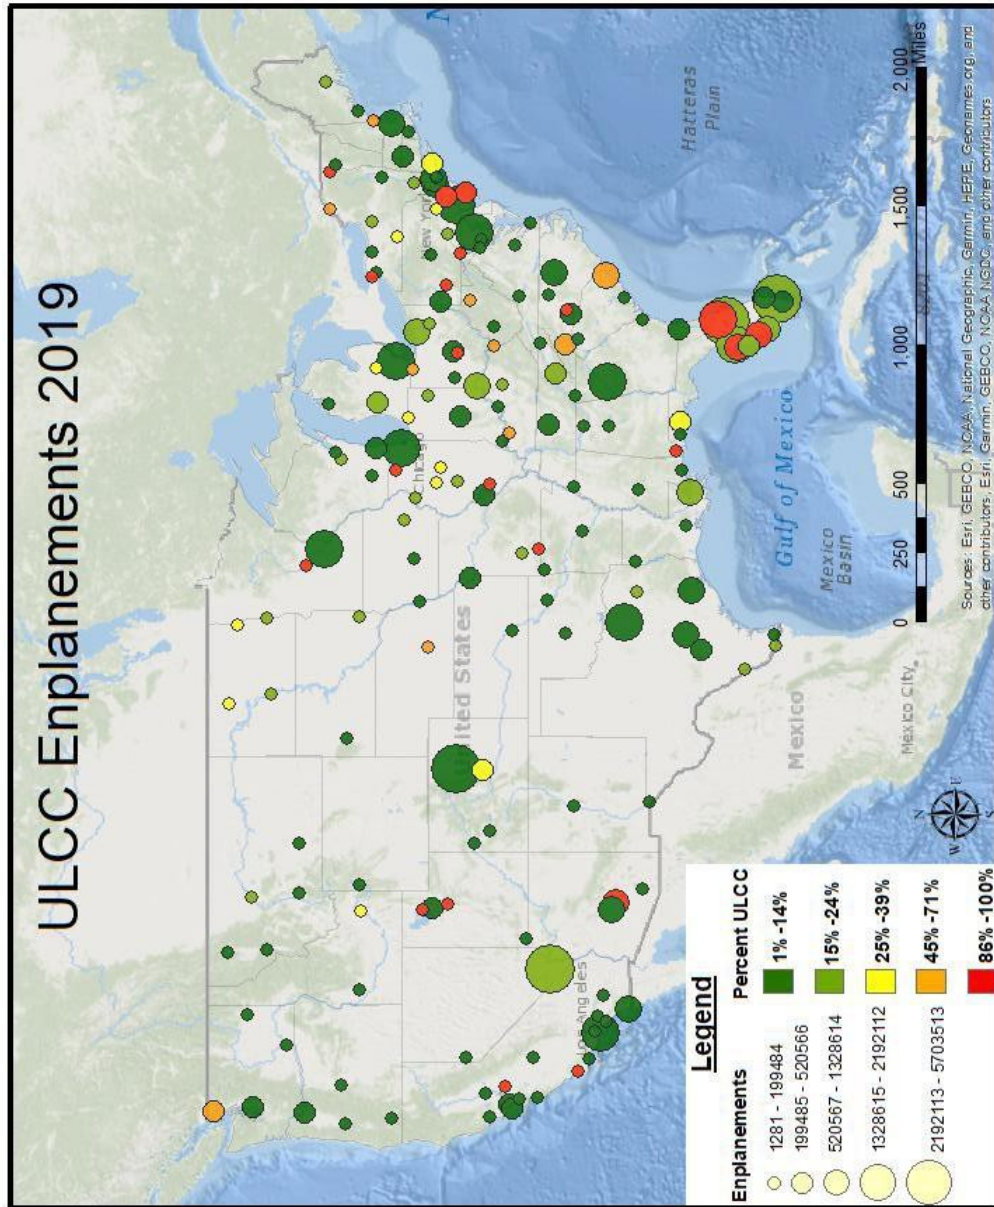 ULCC Enplanements 2019
United States
Chicago
New York
Los Angeles
Hatteras
Plain
Gulf of Mexico
Mexico
Basin
Mexico
Mexico City
N
W
E
S
Legend
Enplanements
1281 - 199484
199485 - 520566
520567 - 1328614
1328615 - 2192112
2192113 - 5703513
Percent ULCC
1% -14%
15% -24%
25% -39%
45% -71%
86% -100%
0
250
500
1,000
1,500
2,000
Miles
Sources: Esri, GEBCO, NOAA, National Geographic, Garmin, HERE, Geonames.org, and
other contributors, Esri, Garmin, GEBCO, NOAA NGDC, and other contributors